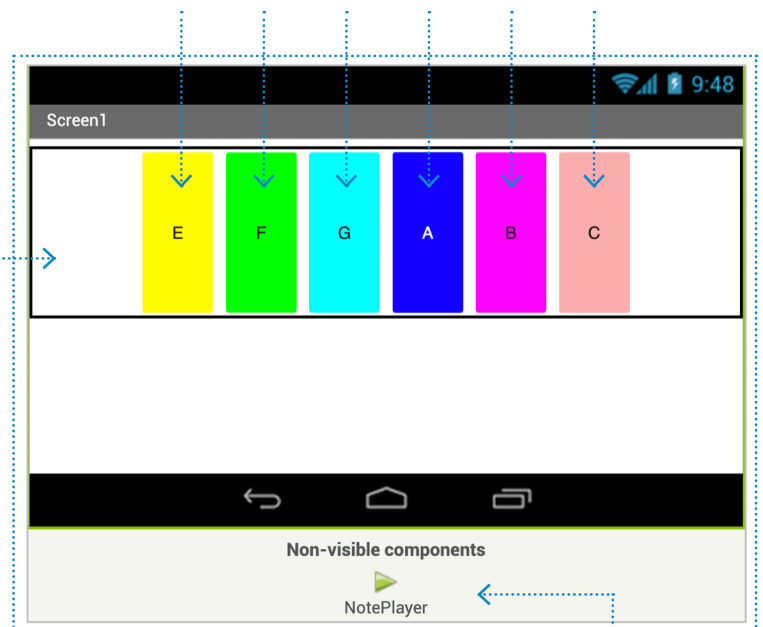 9:48
Screen1
E F G A B C
Non-visible components
NotePlayer